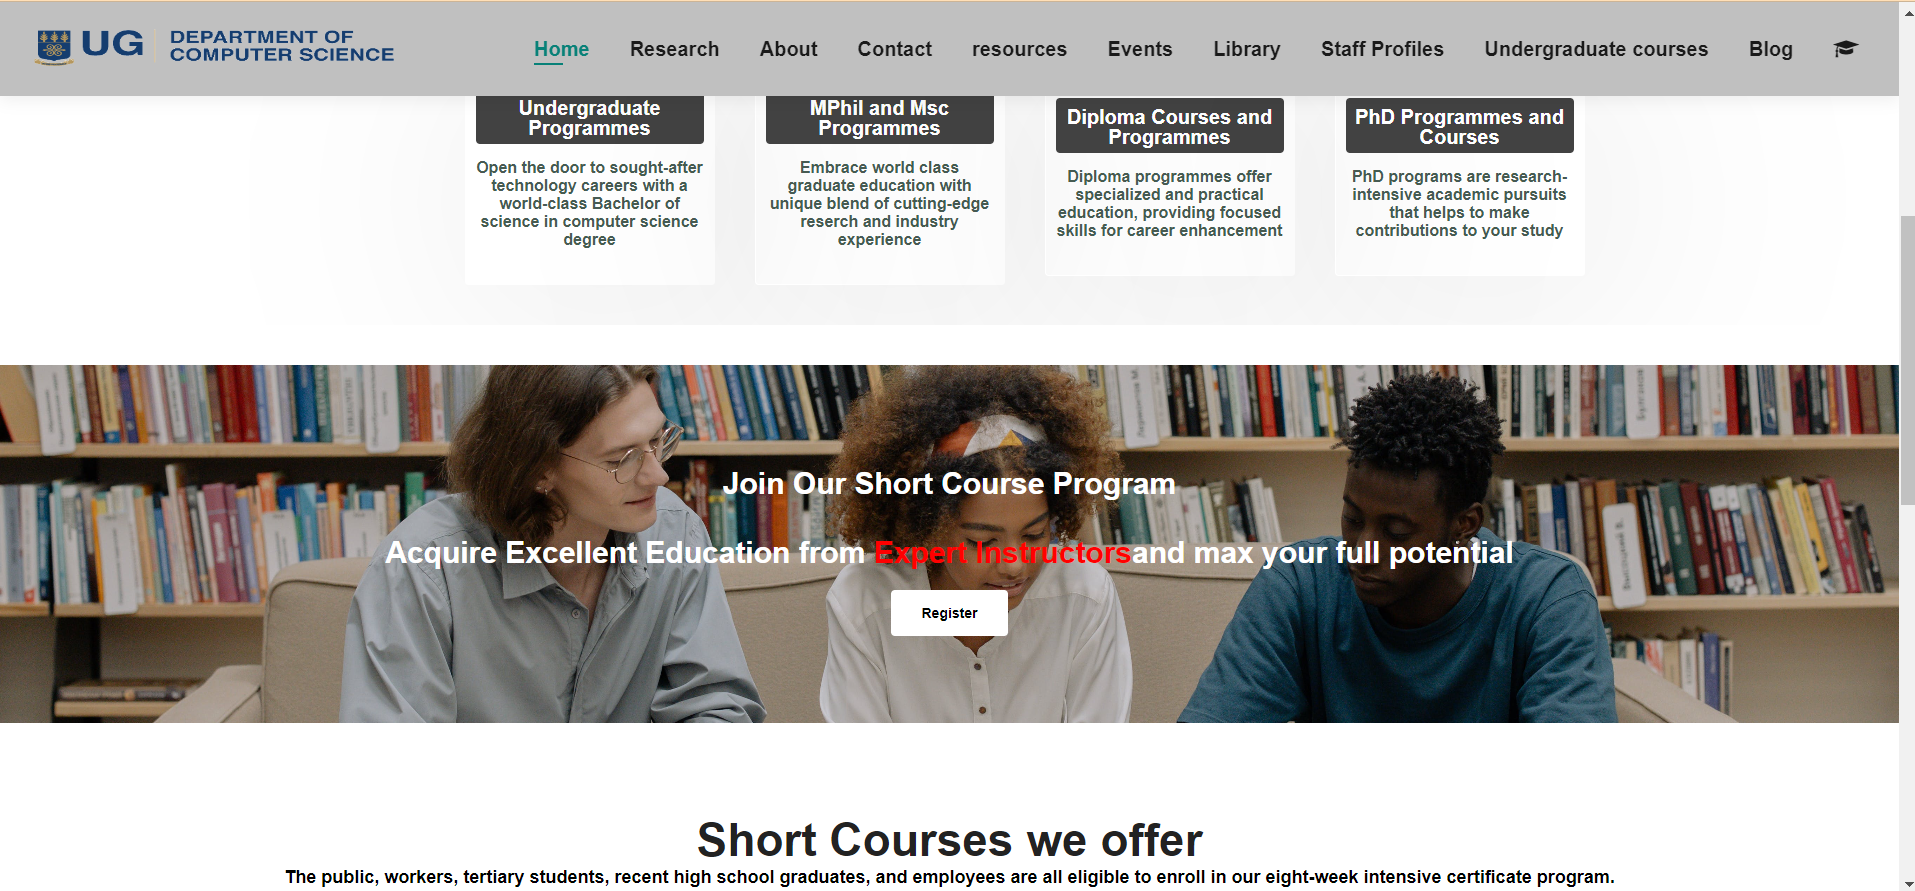 UG DEPARTMENT OF
COMPUTER SCIENCE
Home Research About Contact resources Events Library Staff Profiles Undergraduate courses Blog
Undergraduate
Programmes
Open the door to sought-after
technology careers with a
world-class Bachelor of
science in computer science
degree
MPhil and Msc
Programmes
Embrace world class
graduate education with
unique blend of cutting-edge
reserch and industry
experience
Diploma Courses and
Programmes
Diploma programmes offer
specialized and practical
education, providing focused
skills for career enhancement
PhD Programmes and
Courses
PhD programs are research-
intensive academic pursuits
that helps to make
contributions to your study
Join Our Short Course Program
Acquire Excellent Education from Expert Instructorsand max your full potential
Register
Short Courses we offer
The public, workers, tertiary students, recent high school graduates, and employees are all eligible to enroll in our eight-week intensive certificate program.